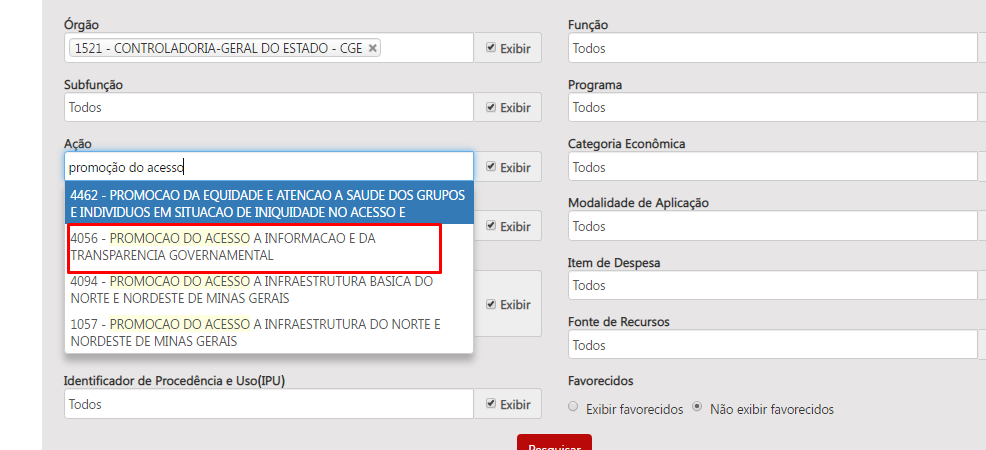 Órgão
1521 - CONTROLADORIA-GERAL DO ESTADO - CGE ×
Exibir
Função
Todos
Subfunção
Todos
Exibir
Programa
Todos
Ação
promoção do acesso
Exibir
Categoria Econômica
Todos
4462 - PROMOCAO DA EQUIDADE E ATENCAO A SAUDE DOS GRUPOS
E INDIVIDUOS EM SITUACAO DE INIQUIDADE NO ACESSO E
4056 - PROMOCAO DO ACESSO A INFORMACAO E DA
TRANSPARENCIA GOVERNAMENTAL
4094 - PROMOCAO DO ACESSO A INFRAESTRUTURA BASICA DO
NORTE E NORDESTE DE MINAS GERAIS
1057 - PROMOCAO DO ACESSO A INFRAESTRUTURA DO NORTE E
NORDESTE DE MINAS GERAIS
Exibir
Modalidade de Aplicação
Todos
Exibir
Item de Despesa
Todos
Fonte de Recursos
Todos
Identificador de Procedência e Uso(IPU)
Todos
Exibir
Favorecidos
Exibir favorecidos
Não exibir favorecidos
Pesquisar